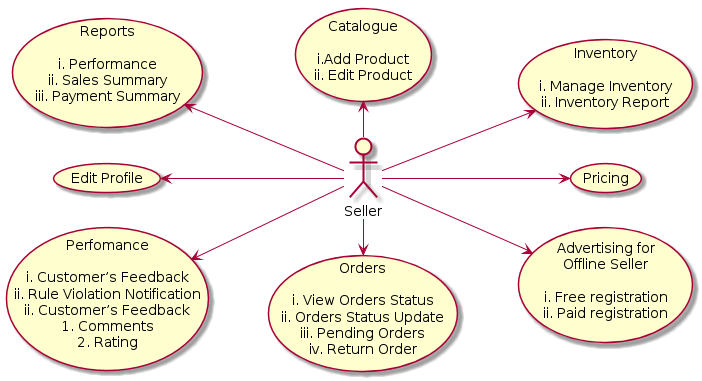 Reports
i. Performance
ii. Sales Summary
iii. Payment Summary
Catalogue
i.Add Product
ii. Edit Product
Inventory
i. Manage Inventory
ii. Inventory Report
Edit Profile
Seller
Pricing
Perfomance
i. Customer's Feedback
ii. Rule Violation Notification
ii. Customer's Feedback
1. Comments
2. Rating
Orders
i. View Orders Status
ii. Orders Status Update
iii. Pending Orders
iv. Return Order
Advertising for
Offline Seller
i. Free registration
ii. Paid registration